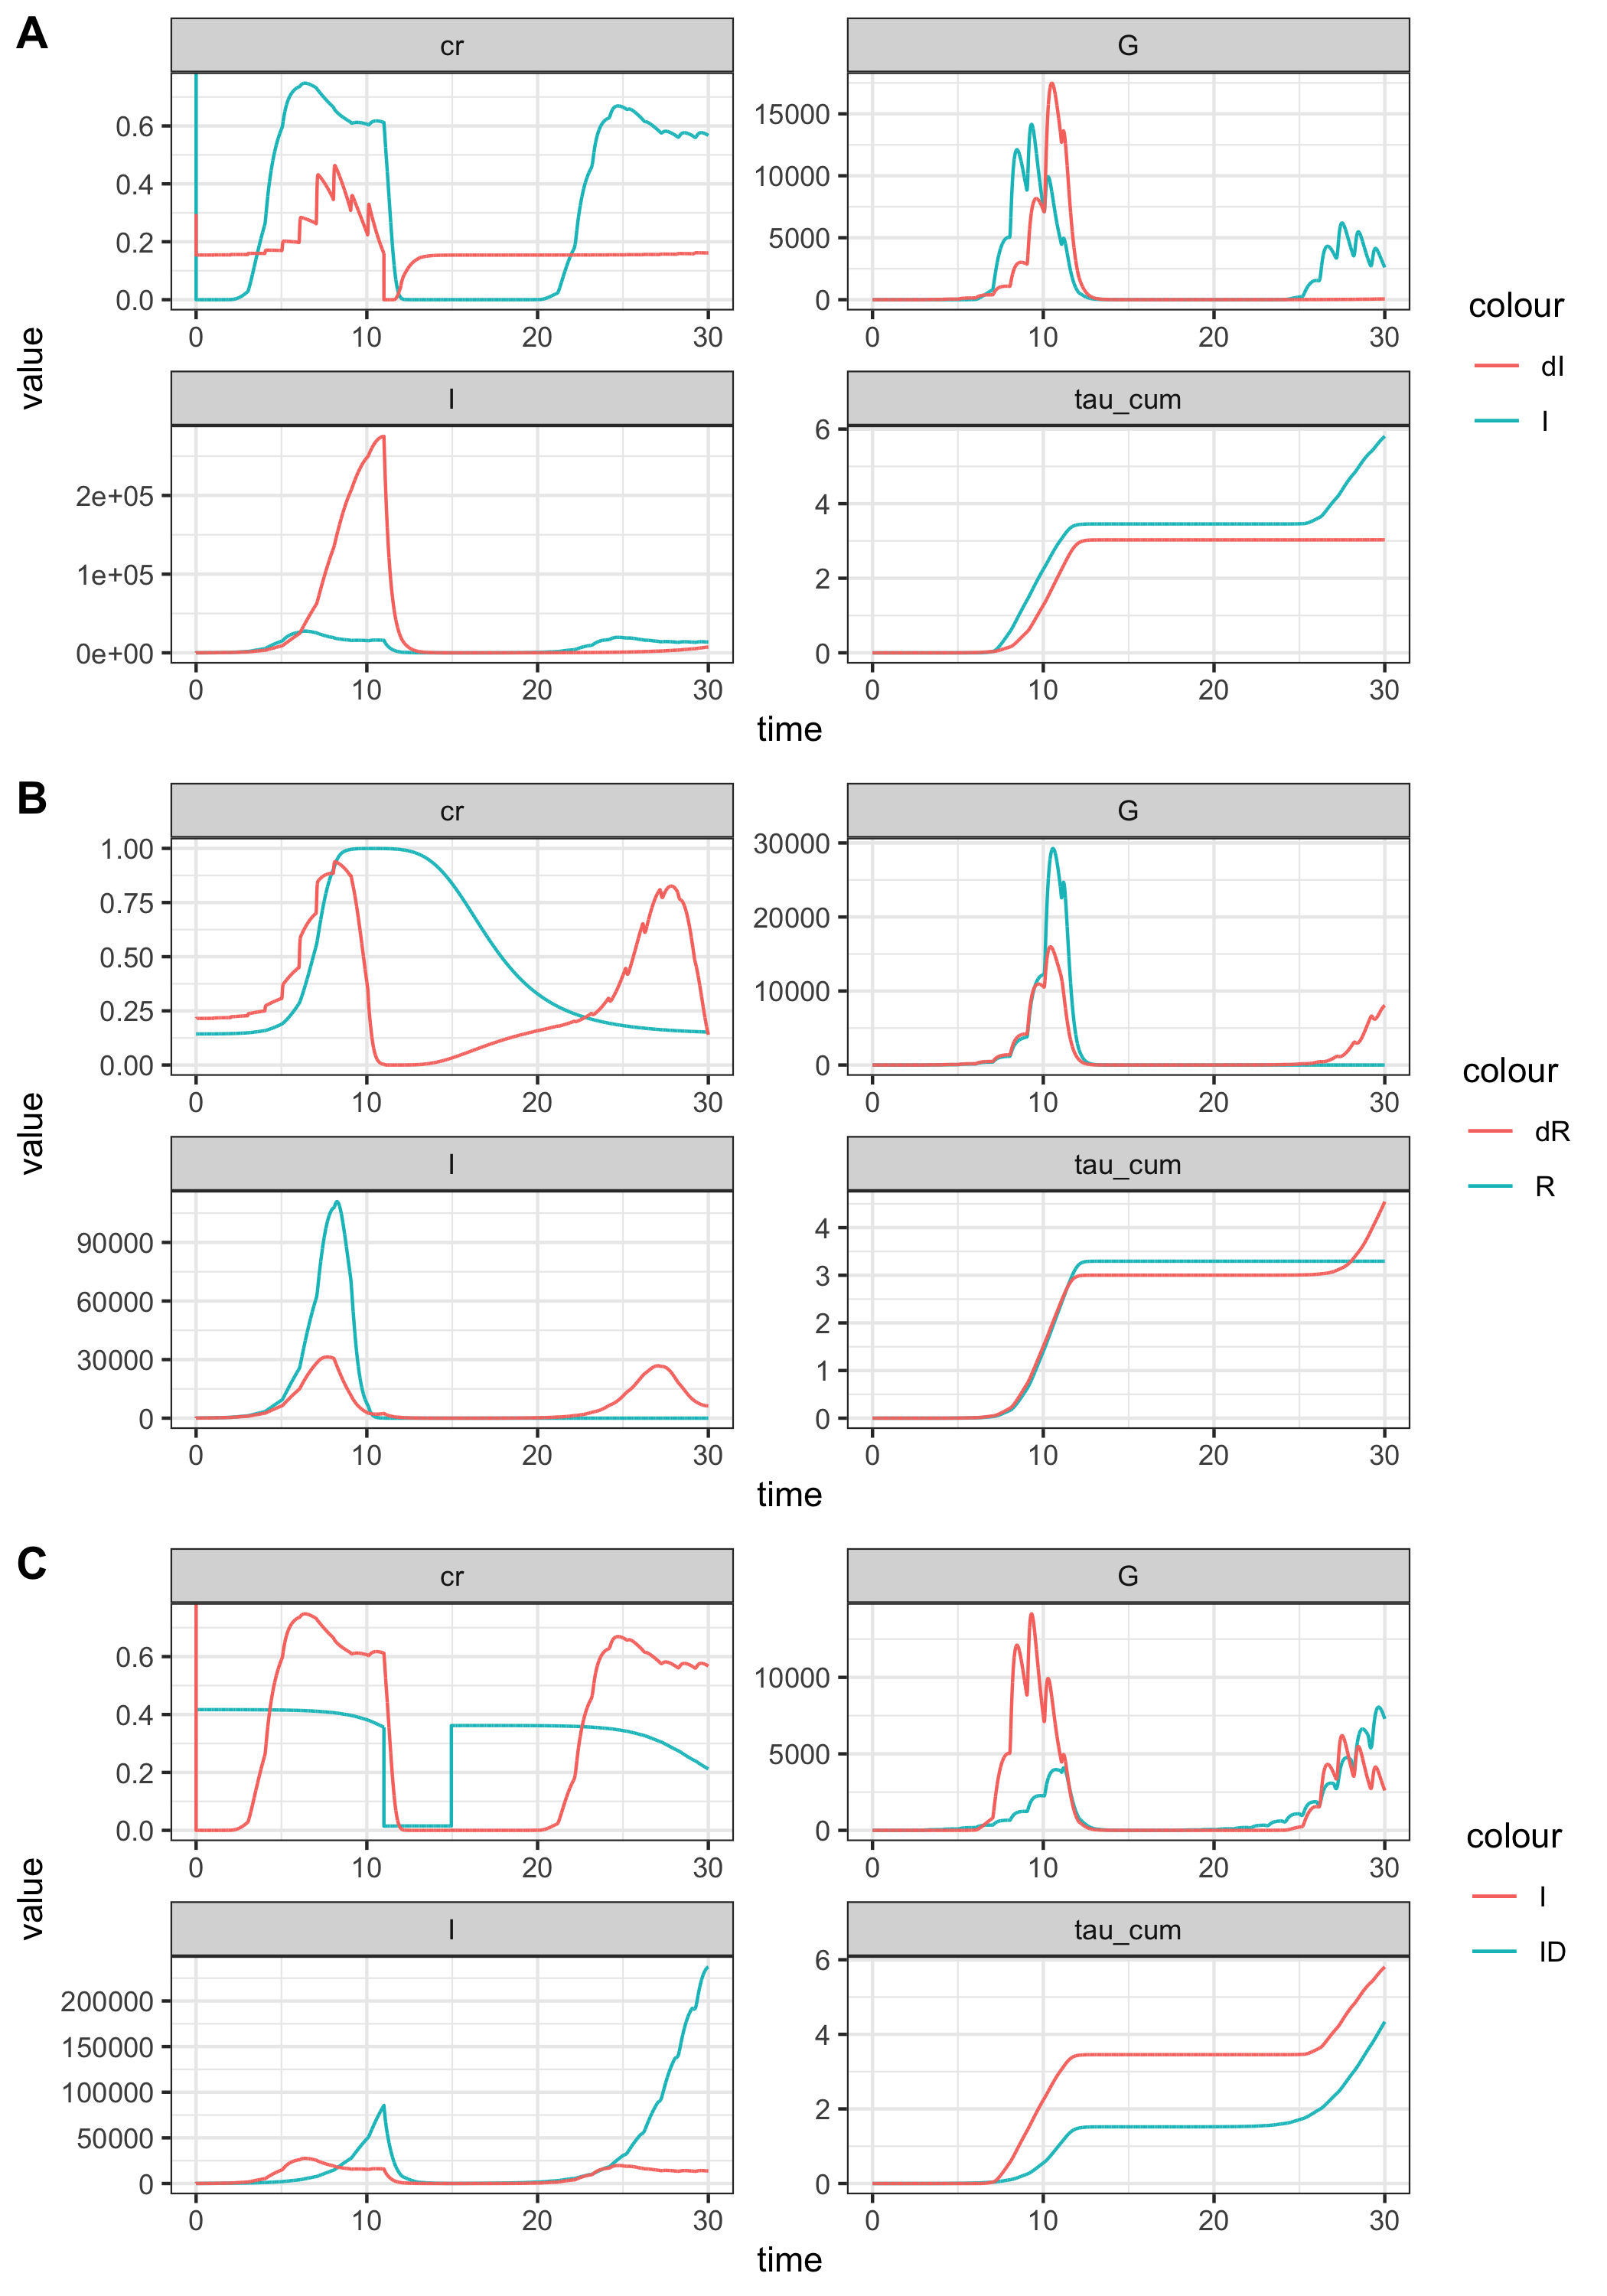 A
cr
G
0.6
0.4
0.2
0.0
15000
10000
5000
0
0 10 20 30
0 10 20 30
I
tau_cum
2e+05
1e+05
0e+00
6
4
2
0
0 10 20 30
0 10 20 30
value
time
colour
dI
I
B
cr
G
1.00
0.75
0.50
0.25
0.00
30000
20000
10000
0
0 10 20 30
0 10 20 30
I
tau_cum
90000
60000
30000
0
4
3
2
1
0
0 10 20 30
0 10 20 30
value
time
colour
dR
R
C
cr
G
0.6
0.4
0.2
0.0
10000
5000
0
0 10 20 30
0 10 20 30
I
tau_cum
200000
150000
100000
50000
0
6
4
2
0
0 10 20 30
0 10 20 30
value
time
colour
I
ID